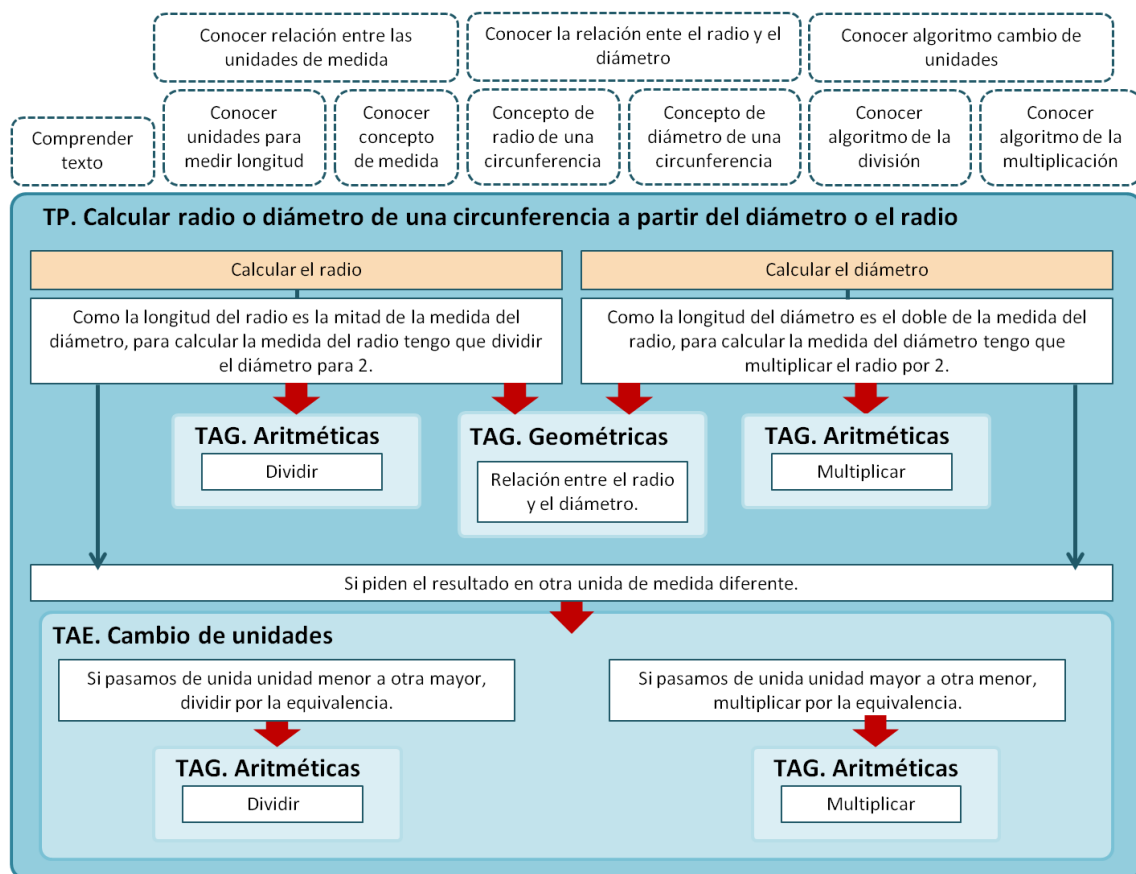 Conocer relación entre las
unidades de medida
Conocer la relación ente el radio y el
diámetro
Conocer algoritmo cambio de
unidades
Comprender
texto
Conocer
unidades para
medir longitud
Conocer
concepto
de medida
Concepto de
radio de una
circunferencia
Concepto de
diámetro de una
circunferencia
Conocer
algoritmo de la
división
Conocer
algoritmo de la
multiplicación
TP. Calcular radio o diámetro de una circunferencia a partir del diámetro o el radio
Calcular el radio
Como la longitud del radio es la mitad de la medida del
diámetro, para calcular la medida del radio tengo que dividir
el diámetro para 2.
Calcular el diámetro
Como la longitud del diámetro es el doble de la medida del
radio, para calcular la medida del diámetro tengo que
multiplicar el radio por 2.
TAG. Aritméticas
Dividir
TAG. Geométricas
Relación entre el radio
y el diámetro.
TAG. Aritméticas
Multiplicar
Si piden el resultado en otra unida de medida diferente.
TAE. Cambio de unidades
Si pasamos de unida unidad menor a otra mayor,
dividir por la equivalencia.
TAG. Aritméticas
Dividir
Si pasamos de unida unidad mayor a otra menor,
multiplicar por la equivalencia.
TAG. Aritméticas
Multiplicar